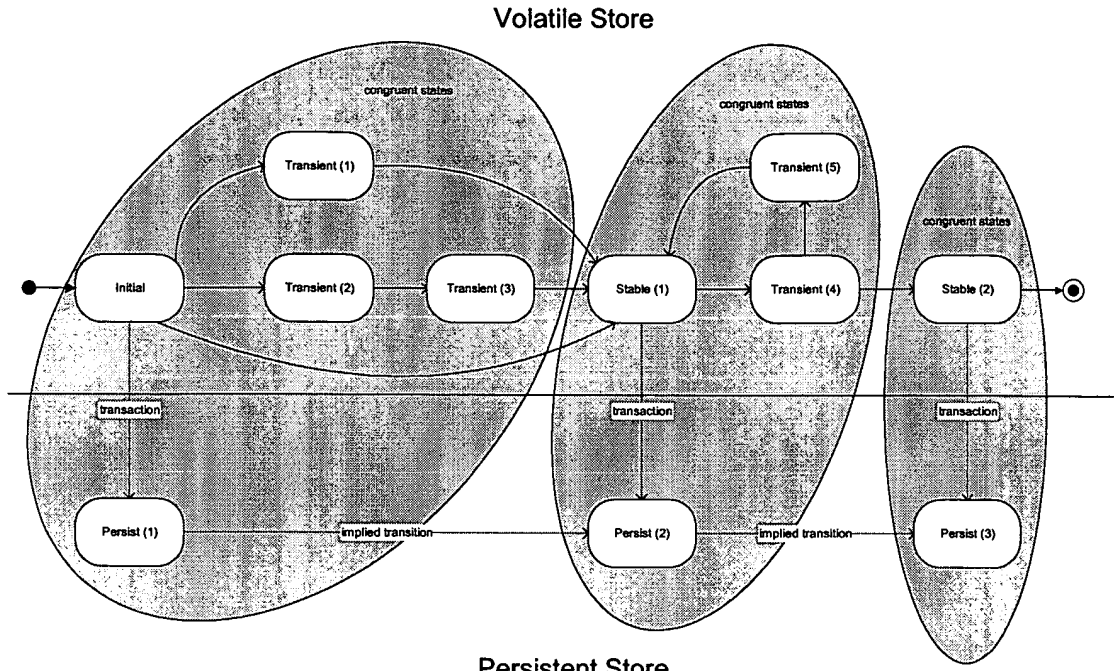 Volatile Store
congruent states
congruent states
Transient (1)
Transient (5)
congruent states
Initial
Transient (2)
Transient (3)
Stable (1)
Transient (4)
Stable (2)
transaction
transaction
transaction
Persist (1)
implied transition
Persist (2)
implied transition
Persist (3)
Persistent Store